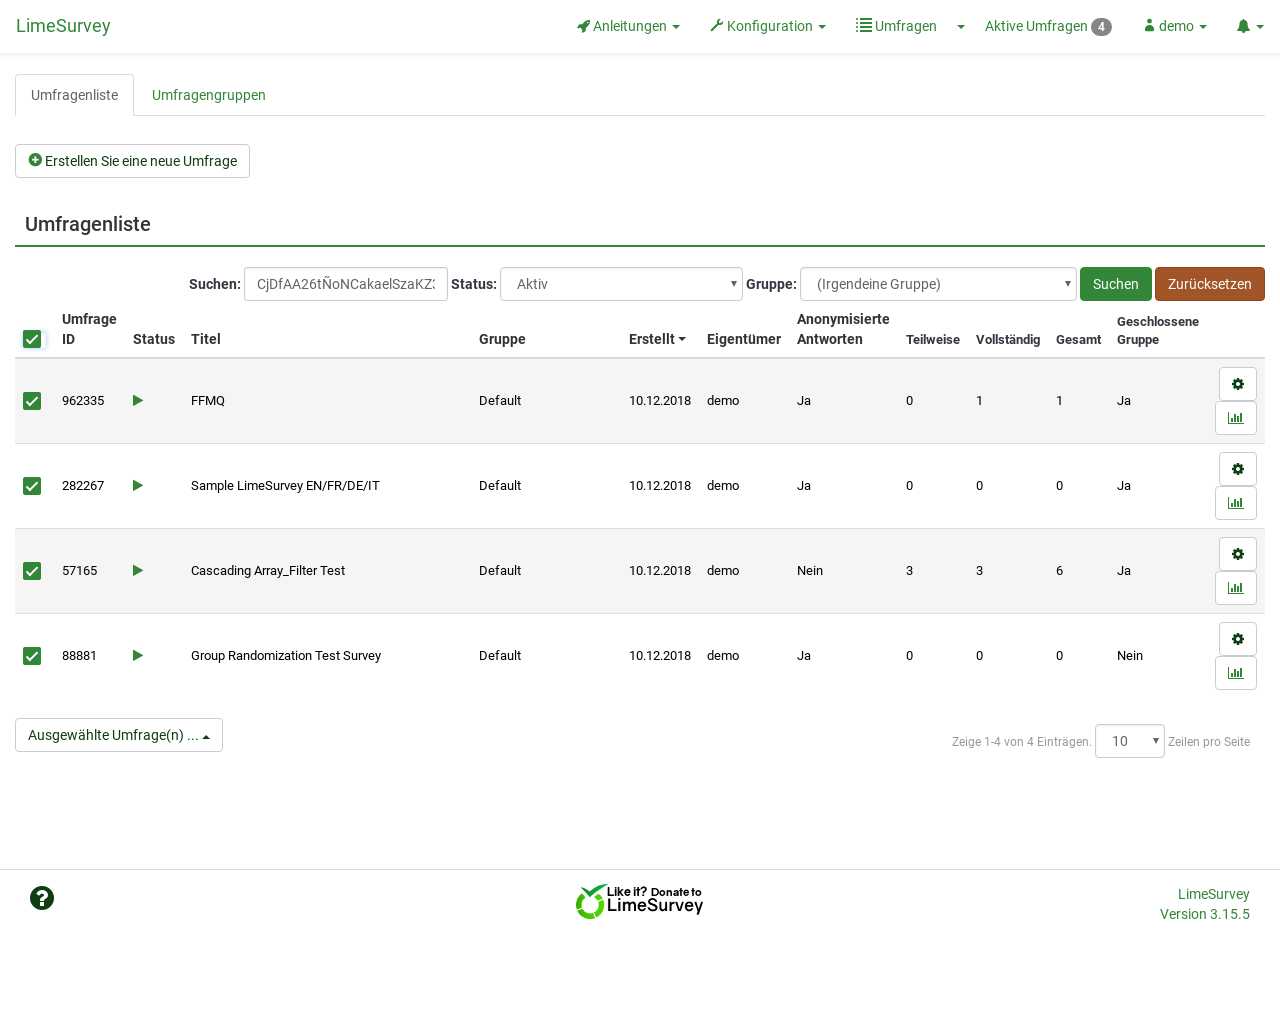 LimeSurvey
Anleitungen
Konfiguration
Umfragen
Aktive Umfragen 4
demo
Umfragenliste
Umfragengruppen
Erstellen Sie eine neue Umfrage
Umfragenliste
Suchen: CjDfAA26tÑoNCakaelSzaKZ3 Status: Aktiv Gruppe: (Irgendeine Gruppe) Suchen Zurücksetzen
Umfrage ID Status Titel Gruppe Erstellt Eigentümer Anonymisierte Antworten Teilweise Vollständig Gesamt Geschlossene Gruppe
962335 FFMQ Default 10.12.2018 demo Ja 0 1 1 Ja
282267 Sample LimeSurvey EN/FR/DE/IT Default 10.12.2018 demo Ja 0 0 0 Ja
57165 Cascading Array_Filter Test Default 10.12.2018 demo Nein 3 3 6 Ja
88881 Group Randomization Test Survey Default 10.12.2018 demo Ja 0 0 0 Nein
Ausgewählte Umfrage(n) ...
Zeige 1-4 von 4 Einträgen. 10 Zeilen pro Seite
Like it? Donate to
LimeSurvey
LimeSurvey
Version 3.15.5